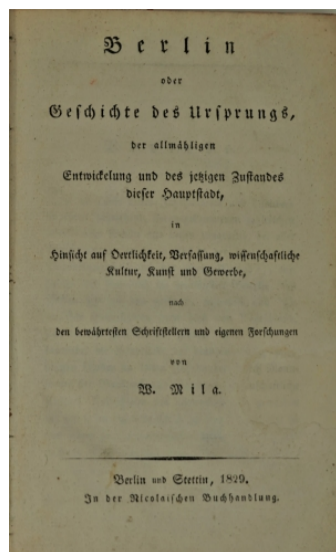 Berlin
oder
Geschichte des Ursprungs,
der allmähligen
Entwickelung und des jetzigen Zustandes
dieser Hauptstadt,
in
Hinsicht auf Oertlichkeit, Verfassung, wissenschaftliche
Kultur, Kunst und Gewerbe,
nach
den bewährtesten Schriftstellern und eigenen Forschungen
von
W. Mila.
Berlin und Stettin, 1829.
In der Nicolaischen Buchhandlung.